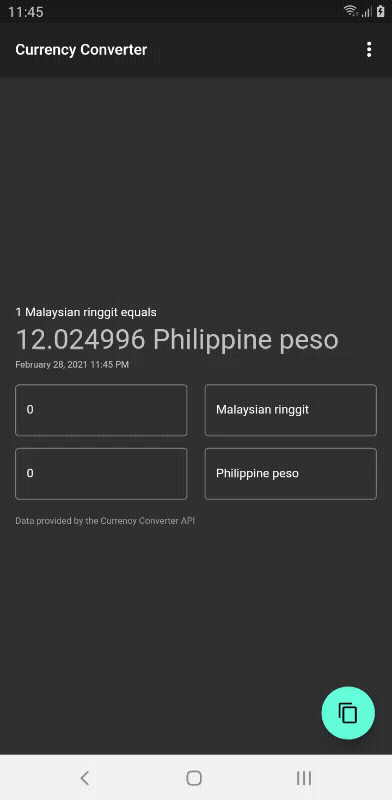 11:45
Currency Converter
1 Malaysian ringgit equals
12.024996 Philippine peso
February 28, 2021 11:45 PM
0
Malaysian ringgit
0
Philippine peso
Data provided by the Currency Converter API